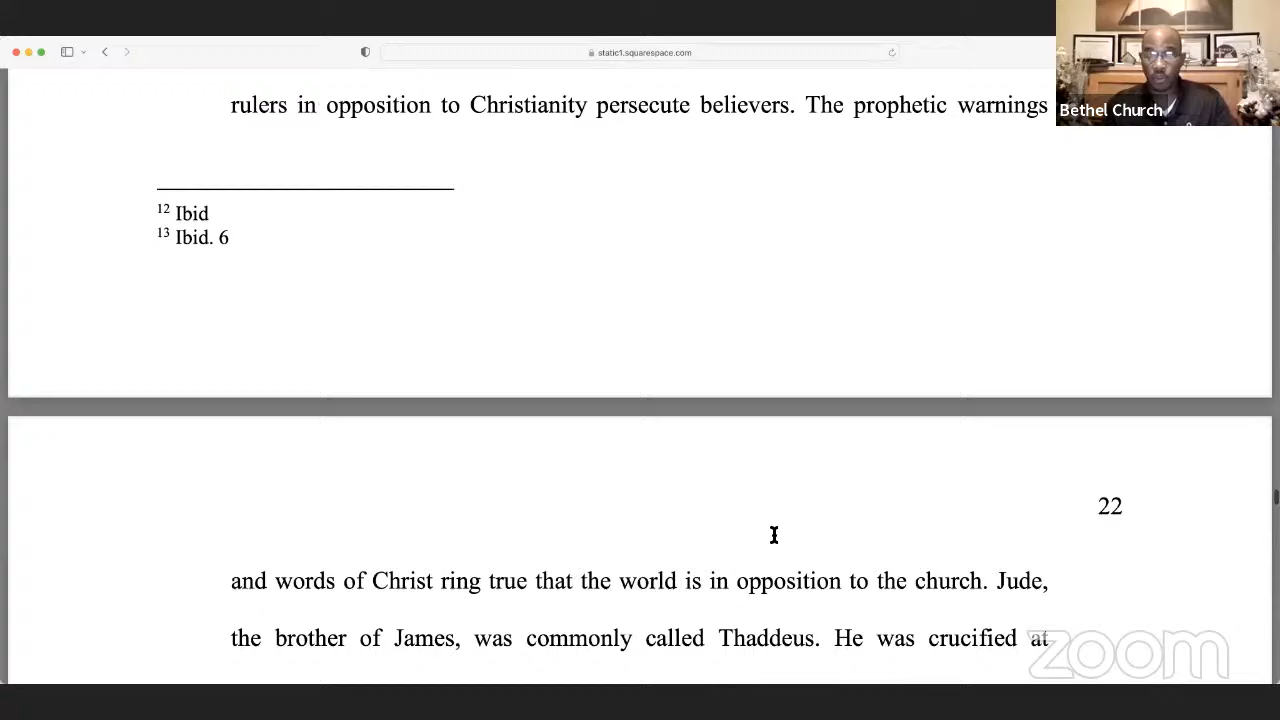 static1.squarespace.com
Bethel Church
rulers in opposition to Christianity persecute believers. The prophetic warnings
12 Ibid
13 Ibid. 6
22
and words of Christ ring true that the world is in opposition to the church. Jude,
the brother of James, was commonly called Thaddeus. He was crucified at
zoom